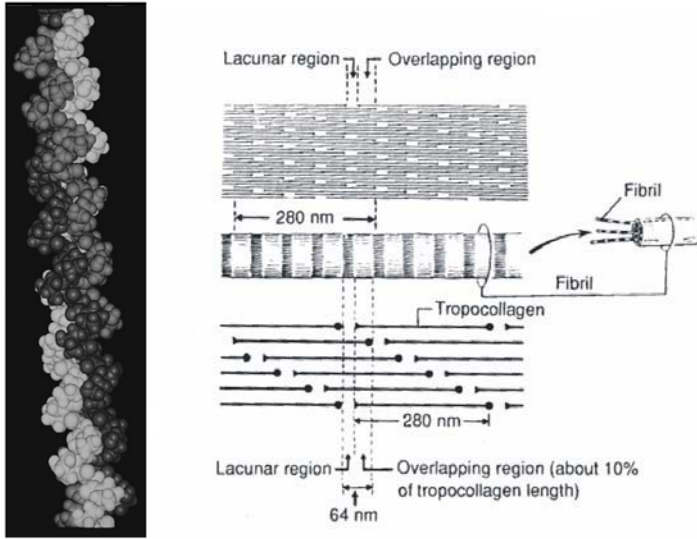 Lacunar region
Overlapping region
280 nm
Fibril
Fibril
Tropocollagen
280 nm
Lacunar region
Overlapping region (about 10%
of tropocollagen length)
64 nm